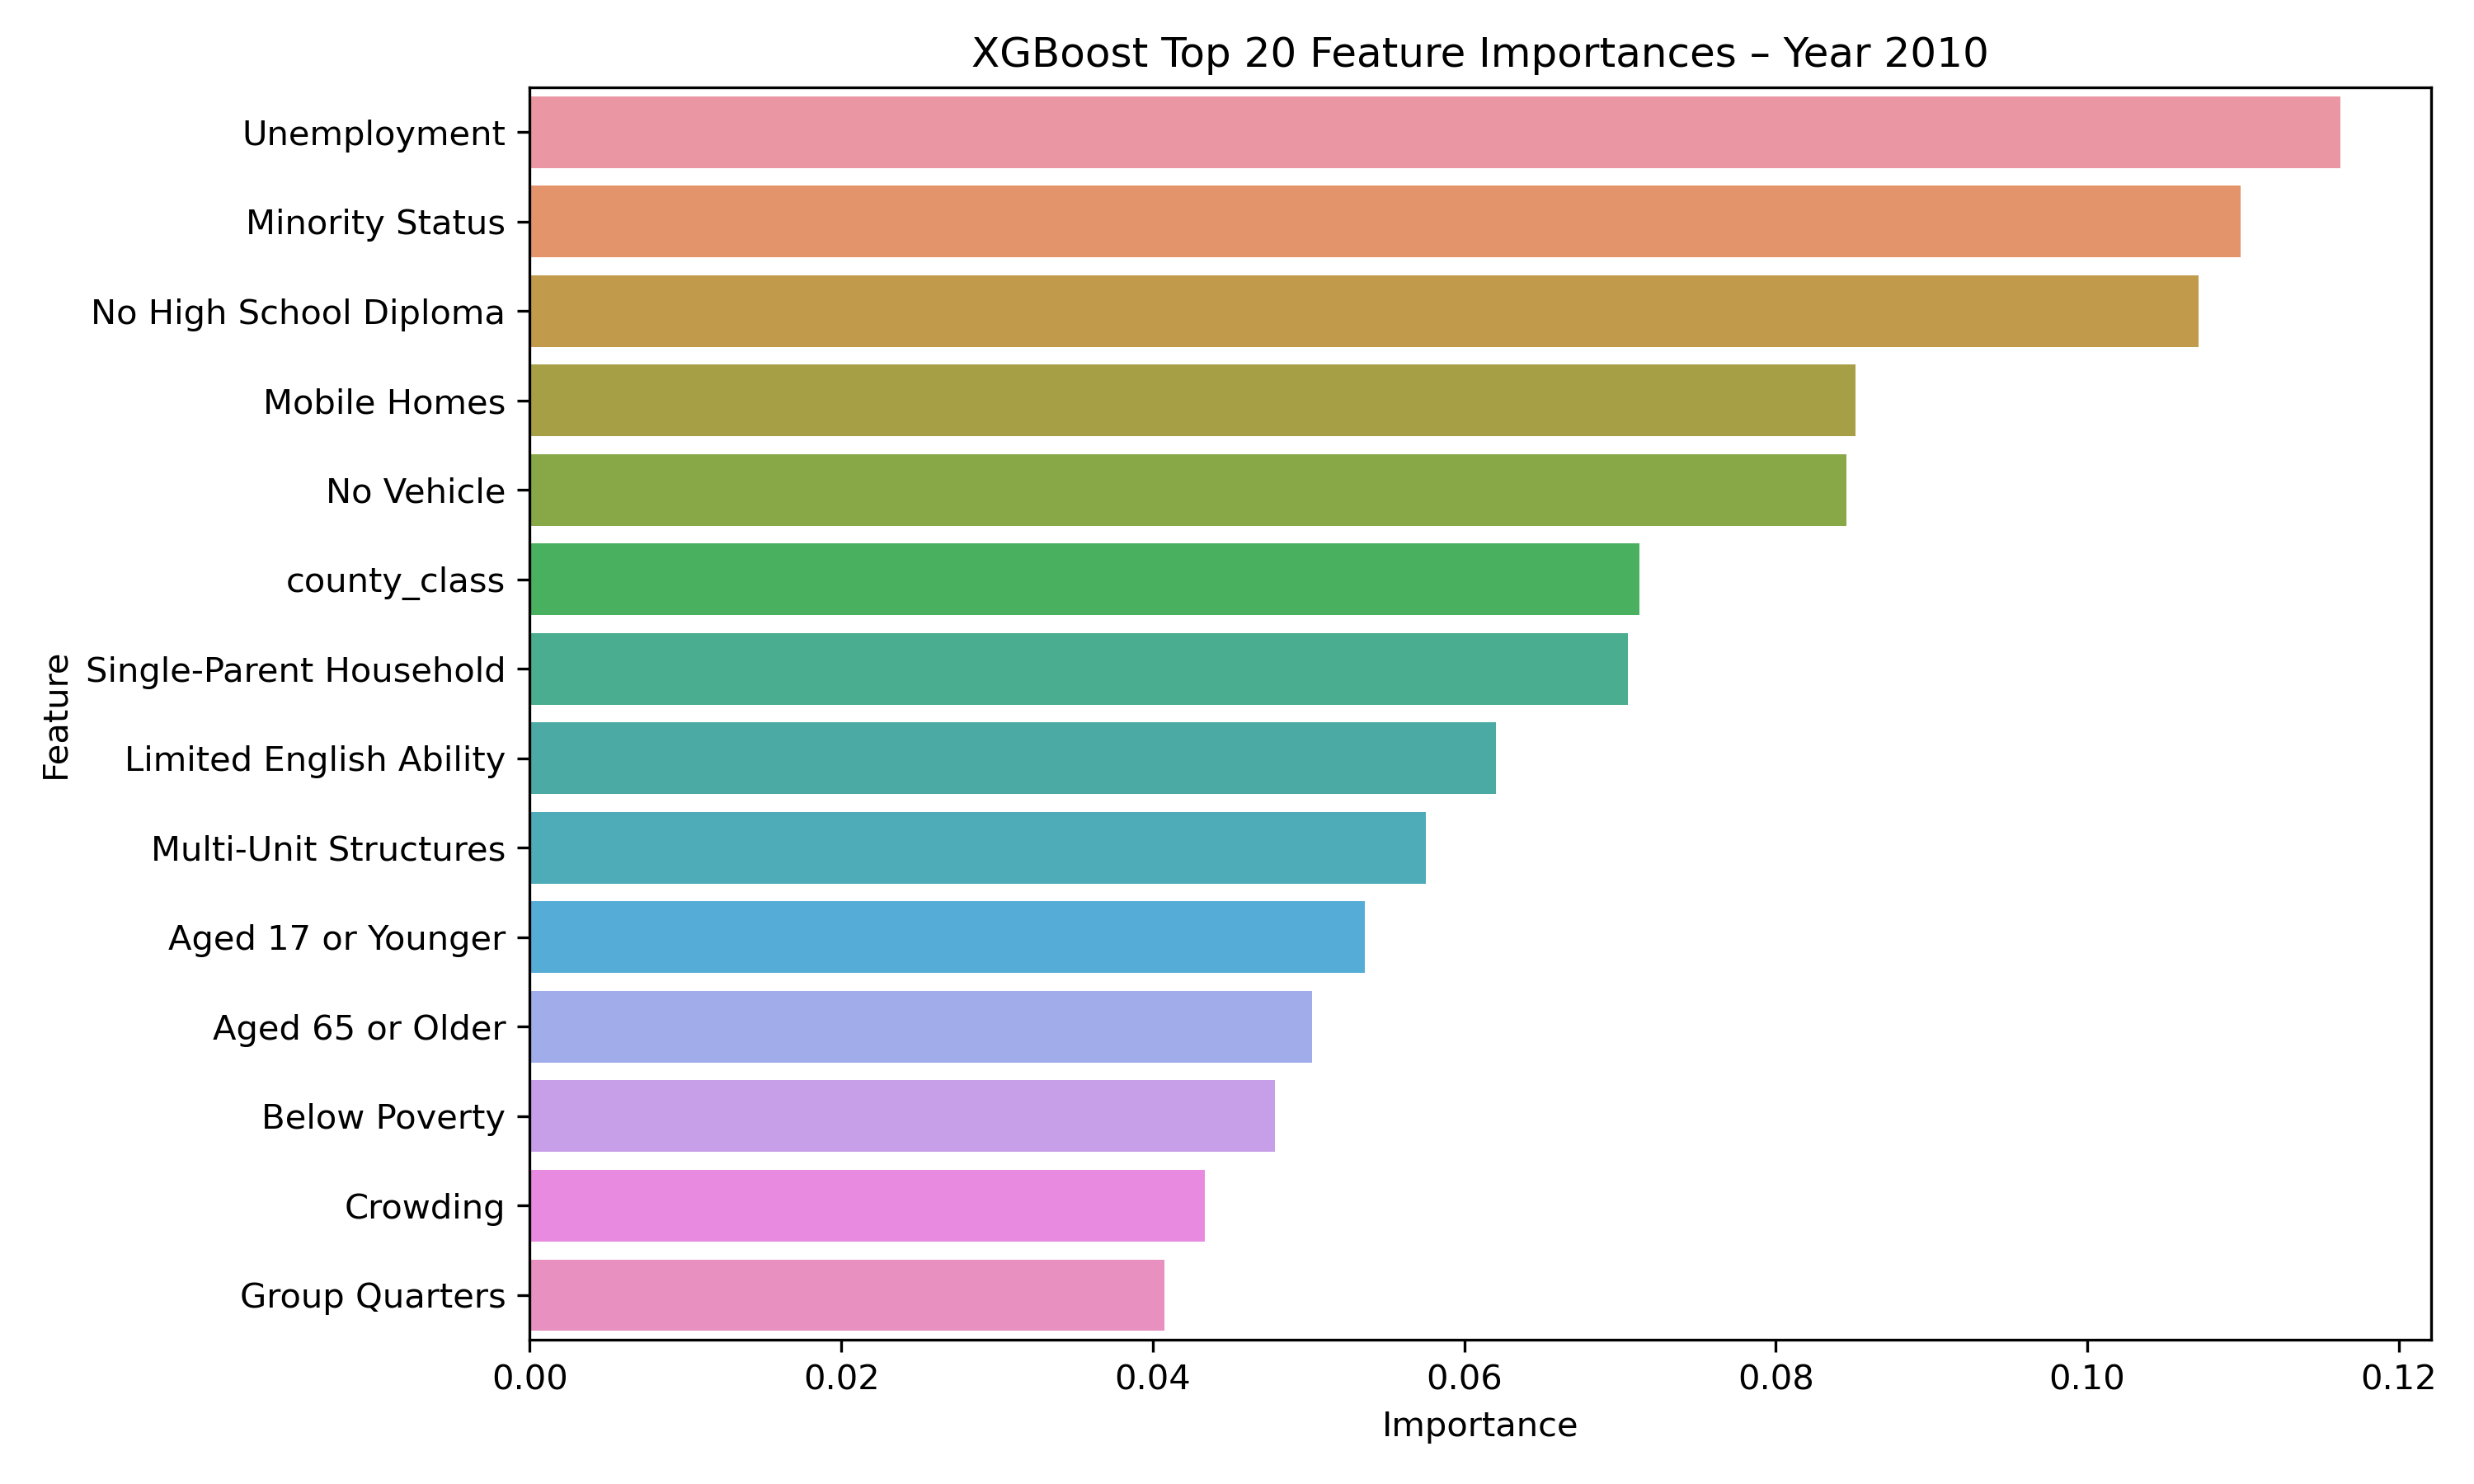 XGBoost Top 20 Feature Importances – Year 2010
Feature
Unemployment
Minority Status
No High School Diploma
Mobile Homes
No Vehicle
county_class
Single-Parent Household
Limited English Ability
Multi-Unit Structures
Aged 17 or Younger
Aged 65 or Older
Below Poverty
Crowding
Group Quarters
0.00 0.02 0.04 0.06 0.08 0.10 0.12
Importance